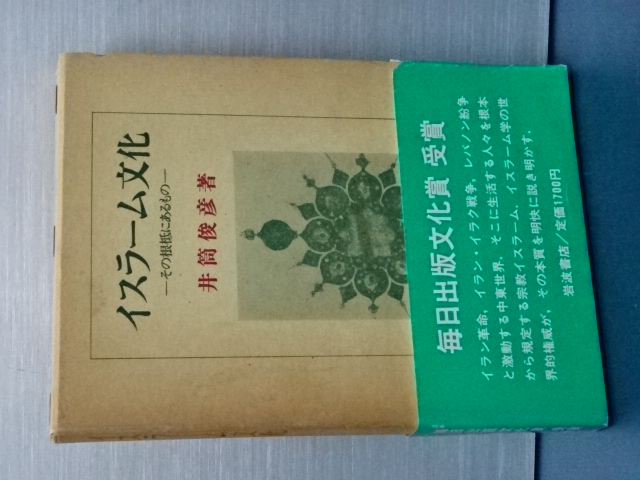 イスラーム文化
—その根柢にあるもの—
井筒俊彦著
毎日出版文化賞 受賞
イラン革命，イラン・イラク戦争，レバノン紛争
と激動する中東世界，そこに生活する人々を根本
から規定する宗教イスラーム，イスラーム学の世
界的権威が，その本質を明快に説き明かす．
岩波書店／定価1700円